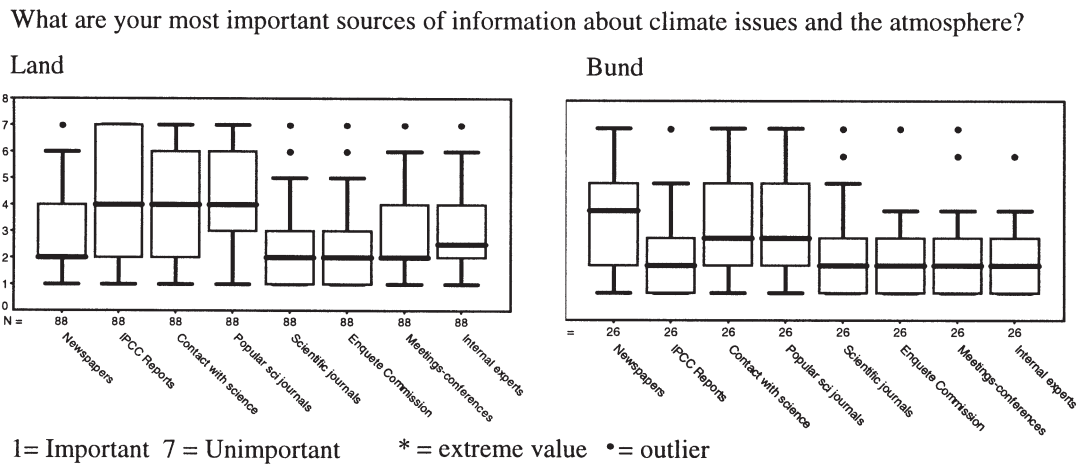 What are your most important sources of information about climate issues and the atmosphere?
Land
Bund
8
7
6
5
4
3
2
1
0
N = 88 88 88 88 88 88 88 88
Newspapers
IPCC Reports
Contact with science
Popular sci journals
Scientific journals
Enquete Commission
Meetings-conferences
Internal experts
= 26 26 26 26 26 26 26 26
Newspapers
IPCC Reports
Contact with science
Popular sci journals
Scientific journals
Enquete Commission
Meetings-conferences
Internal experts
1= Important 7 = Unimportant * = extreme value •= outlier